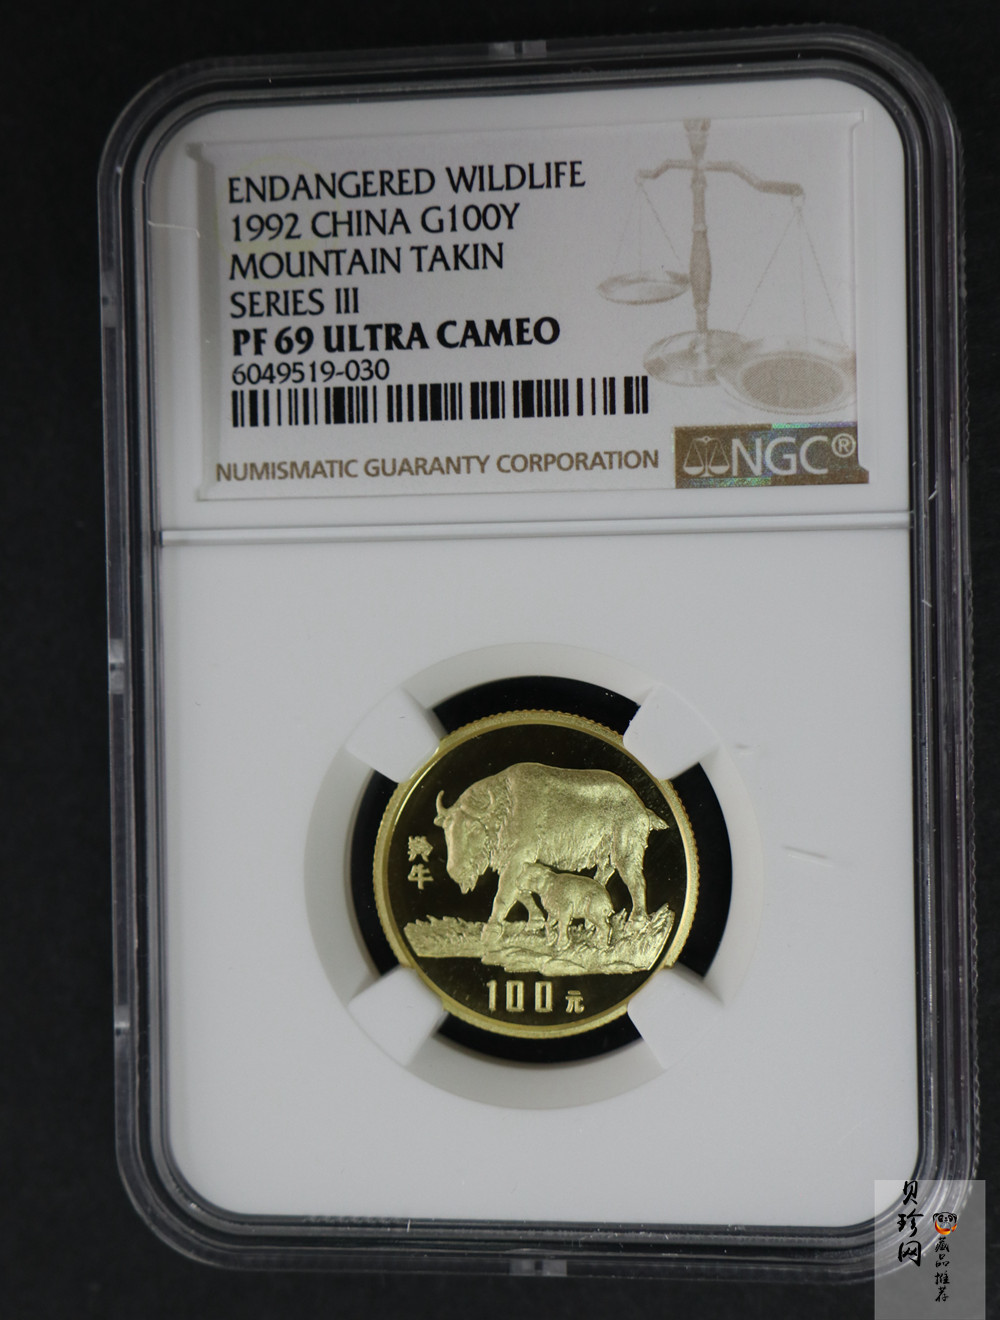 ENDANGERED WILDLIFE
1992 CHINA G100Y
MOUNTAIN TAKIN
SERIES III
PF 69 ULTRA CAMEO
6049519-030
NUMISMATIC GUARANTY CORPORATION
NGC®
羚
牛
100元
贝珍网
藏品推荐